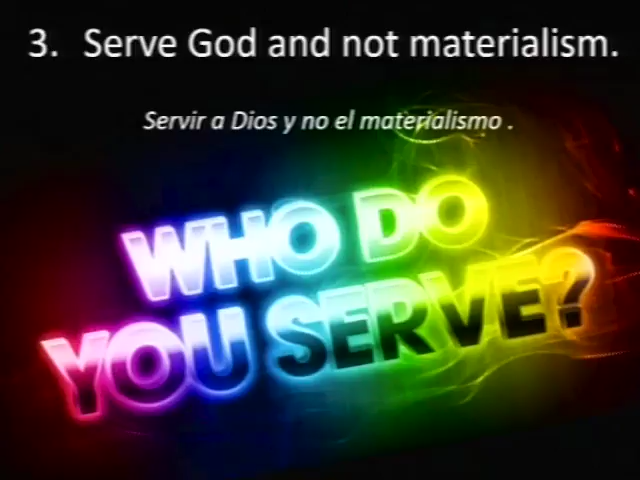 3. Serve God and not materialism.
Servir a Dios y no el materialismo .
WHO DO
YOU SERVE?